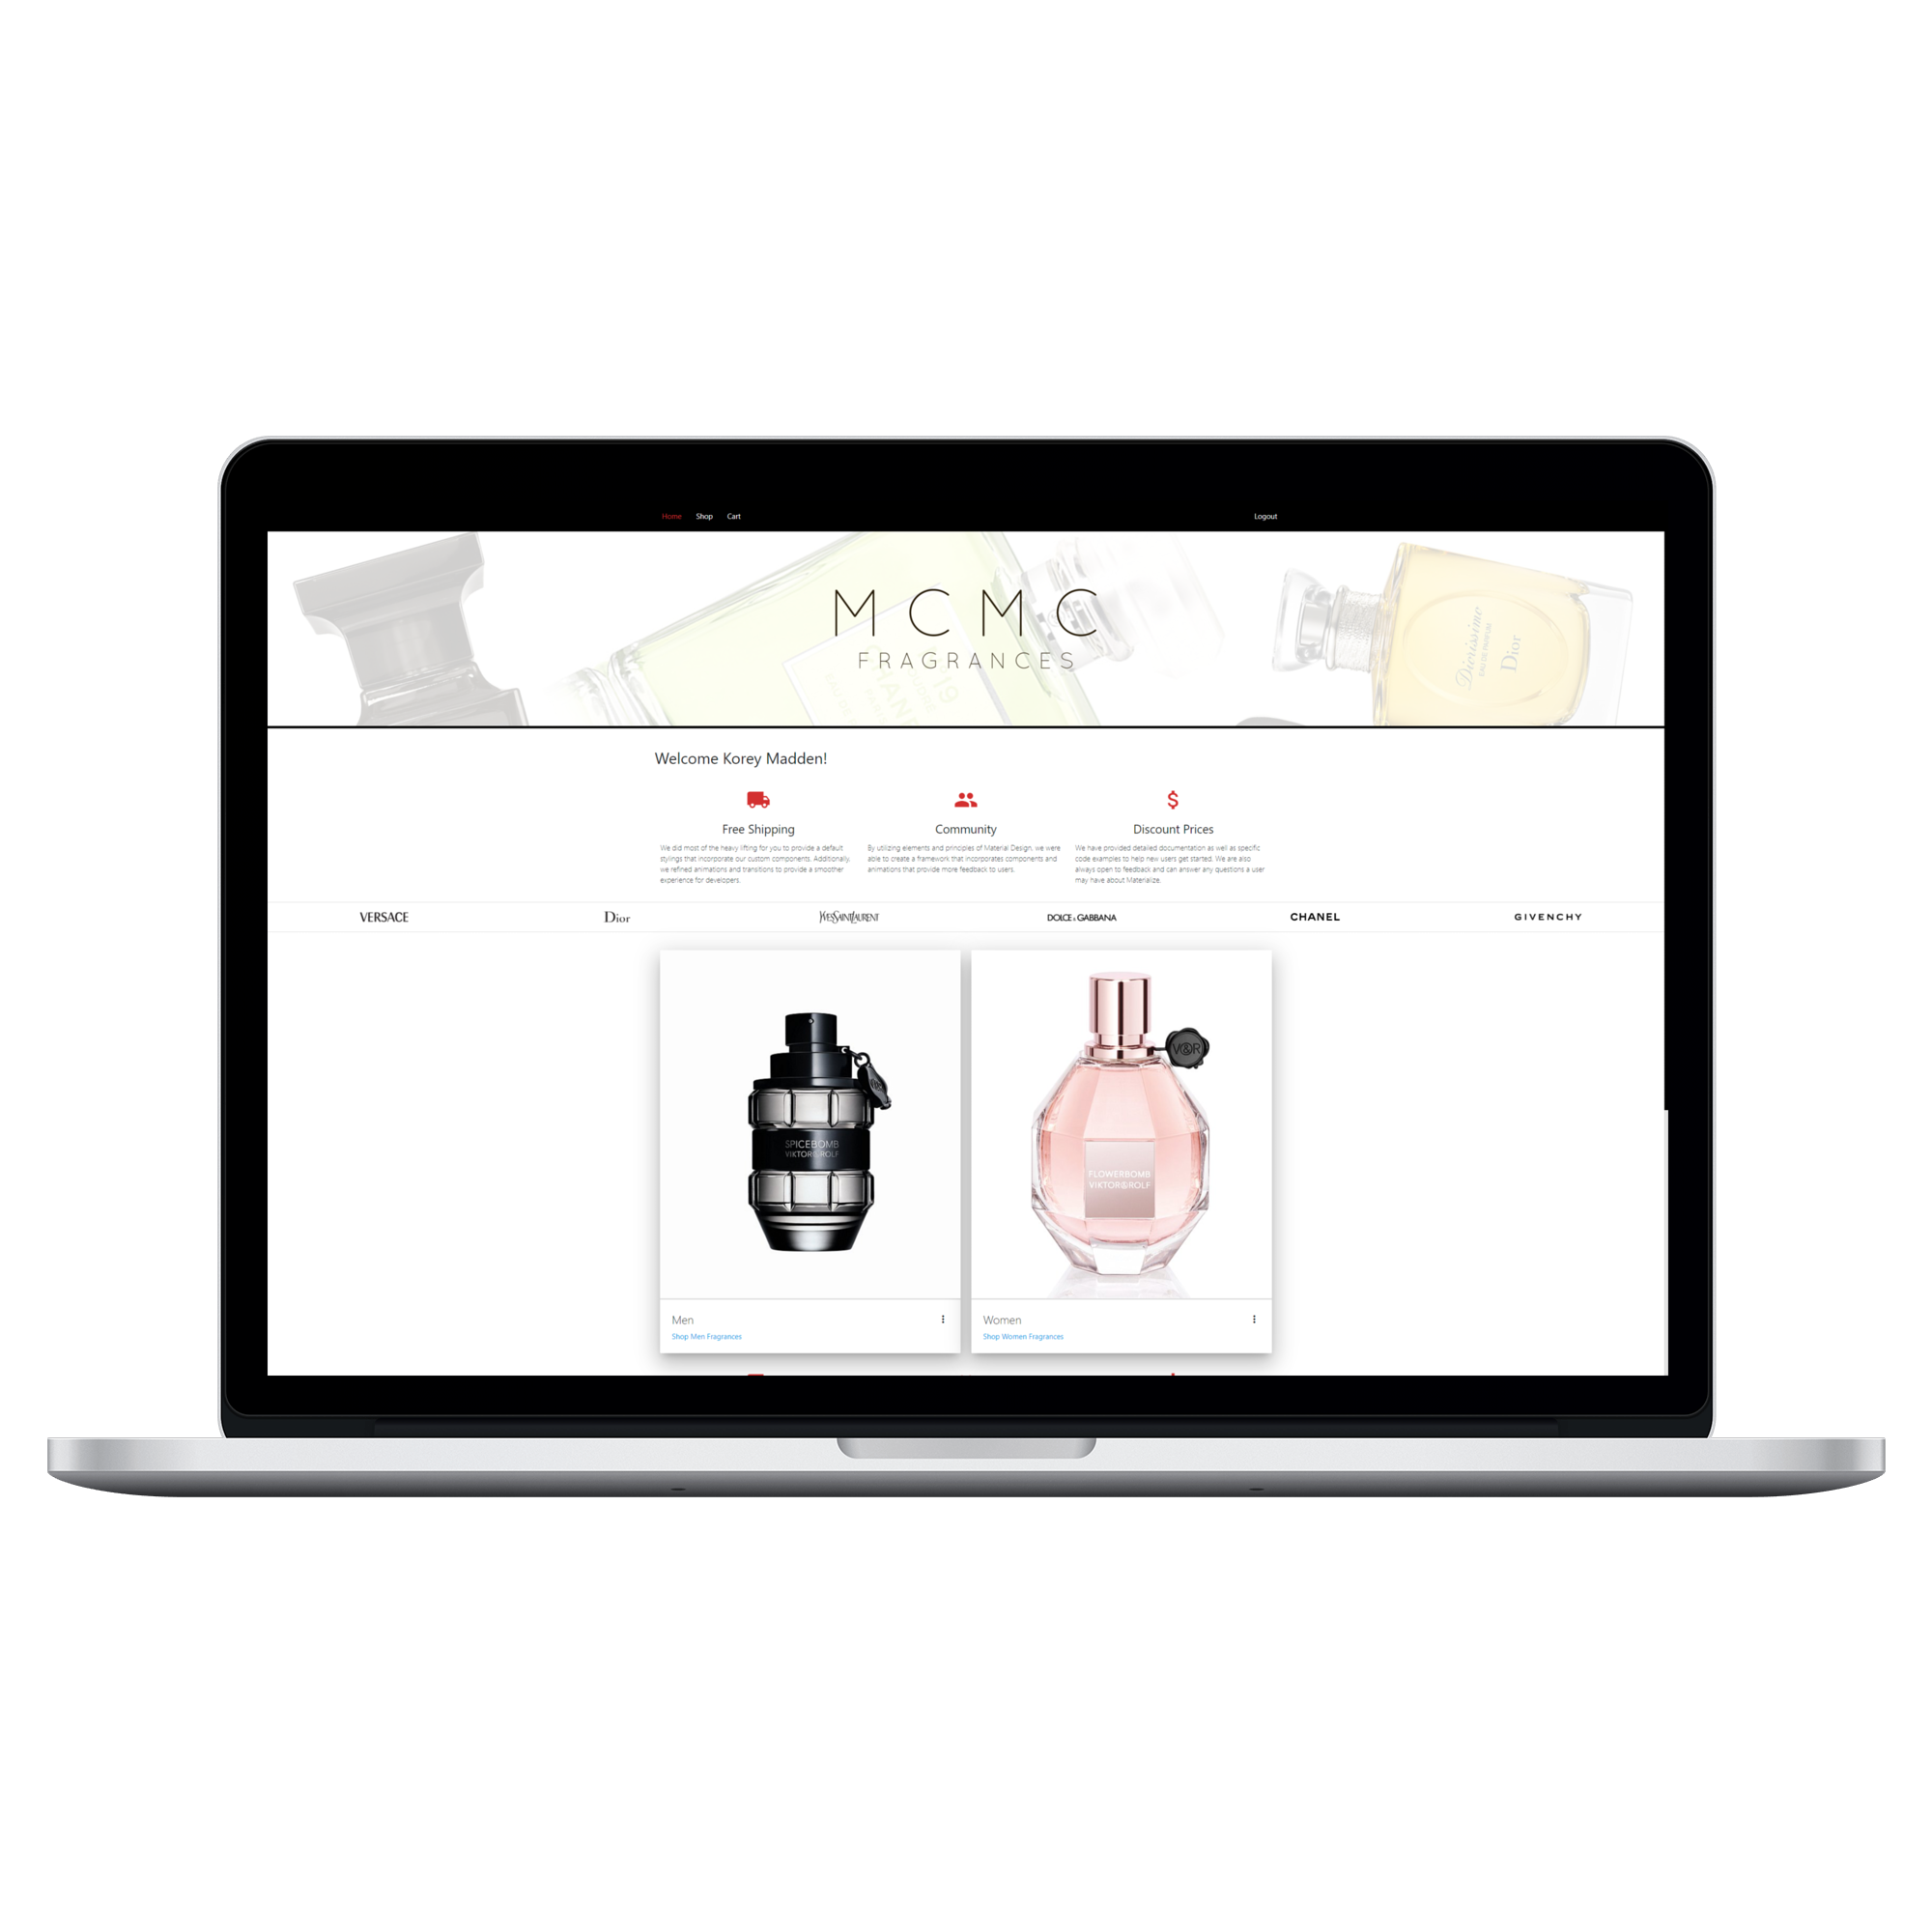 Home Shop Cart Logout
MCMC
FRAGRANCES
Diorissimo
EAU DE PARFUM
Dior
Welcome Korey Madden!
Free Shipping
We did most of the heavy lifting for you to provide a default
stylings that incorporate our custom components. Additionally,
we refined animations and transitions to provide a smoother
experience for developers.
Community
By utilizing elements and principles of Material Design, we were
able to create a framework that incorporates components and
animations that provide more feedback to users.
Discount Prices
We have provided detailed documentation as well as specific
code examples to help new users get started. We are also
always open to feedback and can answer any questions a user
may have about Materialize.
VERSACE Dior YVESSAINTLAURENT DOLCE & GABBANA CHANEL GIVENCHY
SPICEBOMB
VIKTOR&ROLF
Men
Shop Men Fragrances
V&R
FLOWERBOMB
VIKTOR&ROLF
Women
Shop Women Fragrances